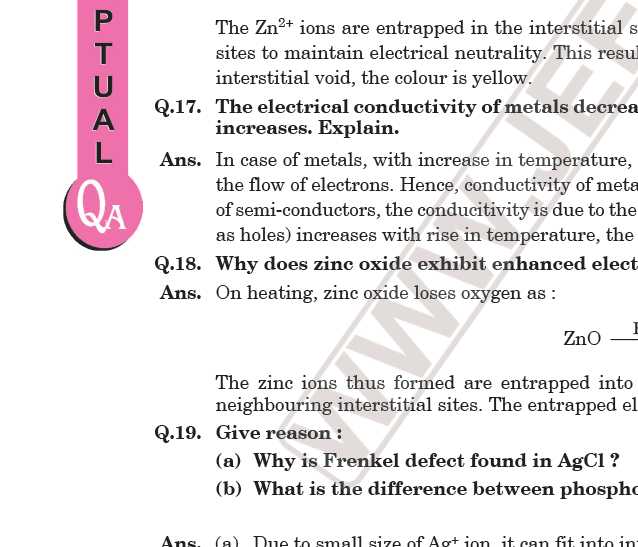 PTUAL
QA
The Zn²⁺ ions are entrapped in the interstitial s
sites to maintain electrical neutrality. This resul
interstitial void, the colour is yellow.
Q.17. The electrical conductivity of metals decrea
increases. Explain.
Ans. In case of metals, with increase in temperature,
the flow of electrons. Hence, conductivity of meta
of semi-conductors, the conducitivity is due to the
as holes) increases with rise in temperature, the
Q.18. Why does zinc oxide exhibit enhanced elect
Ans. On heating, zinc oxide loses oxygen as :
ZnO
The zinc ions thus formed are entrapped into
neighbouring interstitial sites. The entrapped el
Q.19. Give reason :
(a) Why is Frenkel defect found in AgCl ?
(b) What is the difference between phospho
Ans. (a) Due to small size of Ag⁺ ion, it can fit into in
WWW.JEE